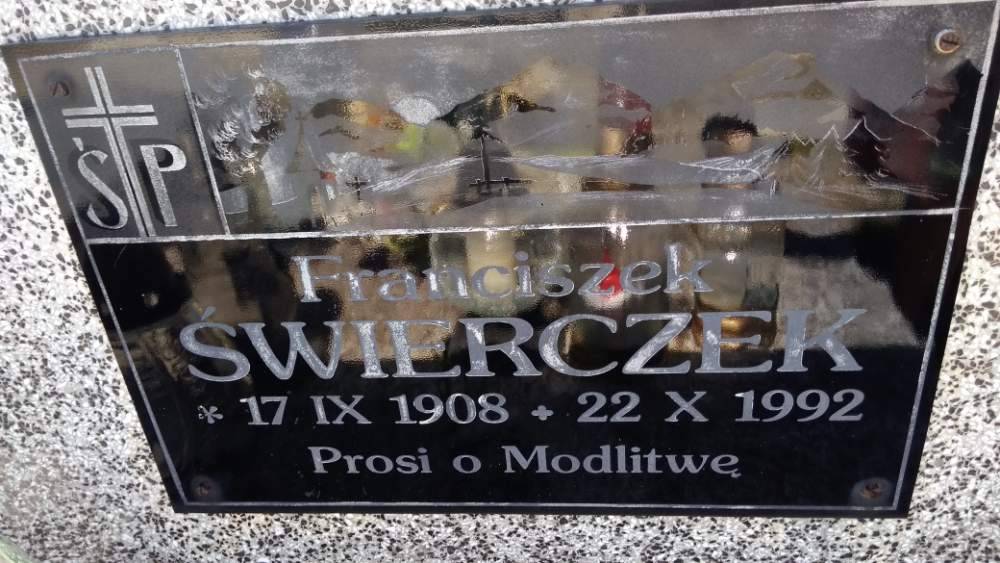 ŚP
Franciszek
ŚWIERCZEK
* 17 IX 1908 + 22 X 1992
Prosi o Modlitwę